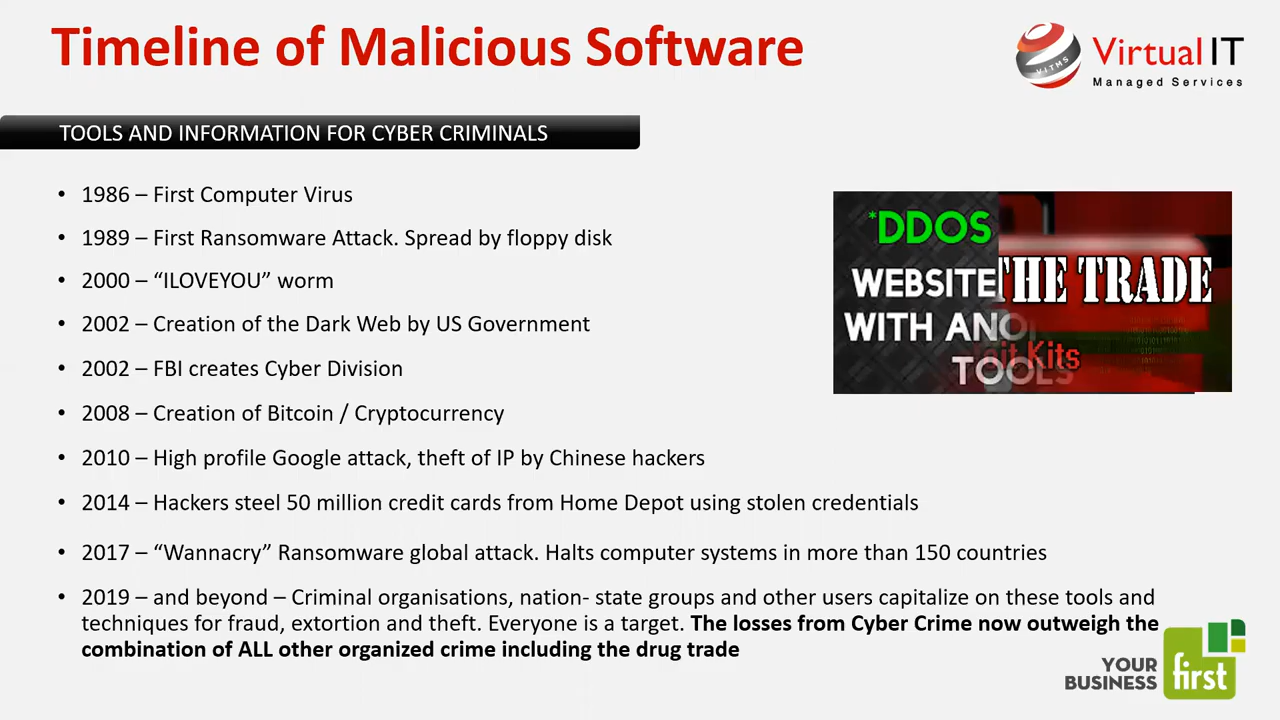 Timeline of Malicious Software
VITMS
Virtual IT
Managed Services
TOOLS AND INFORMATION FOR CYBER CRIMINALS
• 1986 – First Computer Virus
• 1989 – First Ransomware Attack. Spread by floppy disk
• 2000 – “ILOVEYOU” worm
• 2002 – Creation of the Dark Web by US Government
• 2002 – FBI creates Cyber Division
• 2008 – Creation of Bitcoin / Cryptocurrency
• 2010 – High profile Google attack, theft of IP by Chinese hackers
• 2014 – Hackers steel 50 million credit cards from Home Depot using stolen credentials
• 2017 – “Wannacry” Ransomware global attack. Halts computer systems in more than 150 countries
• 2019 – and beyond – Criminal organisations, nation- state groups and other users capitalize on these tools and
techniques for fraud, extortion and theft. Everyone is a target. The losses from Cyber Crime now outweigh the
combination of ALL other organized crime including the drug trade
*DDOS
WEBSITE
WITH
TOOLS
THE TRADE
Kits
YOUR
BUSINESS
first